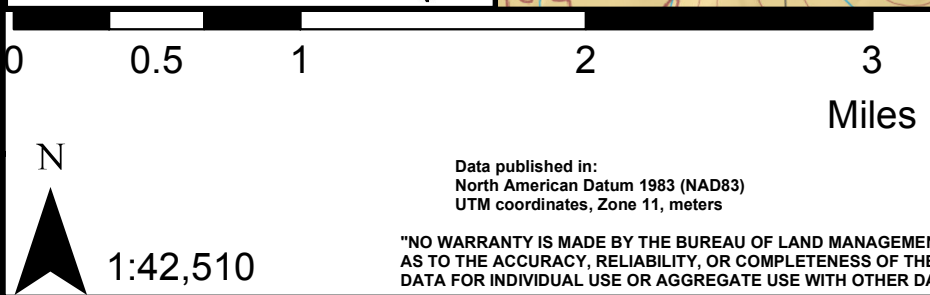 0 0.5 1 2 3
Miles
N
1:42,510
Data published in:
North American Datum 1983 (NAD83)
UTM coordinates, Zone 11, meters
"NO WARRANTY IS MADE BY THE BUREAU OF LAND MANAGEMEN
AS TO THE ACCURACY, RELIABILITY, OR COMPLETENESS OF THE
DATA FOR INDIVIDUAL USE OR AGGREGATE USE WITH OTHER DA